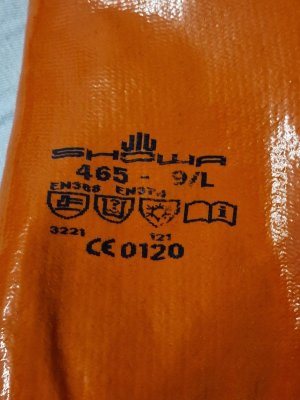 SHOWA
465 - 9/L
EN388 EN374
3221 121
CE 0120